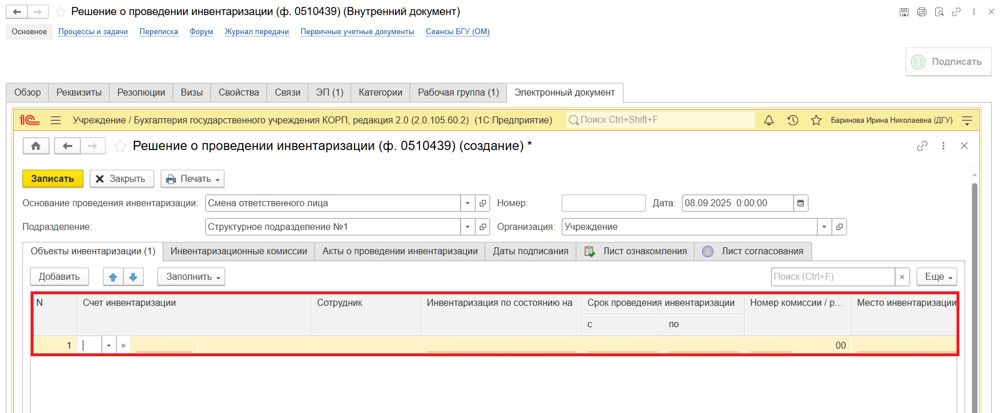 Решение о проведении инвентаризации (ф. 0510439) (Внутренний документ)
Основное Процессы и задачи Переписка Форум Журнал передачи Первичные учетные документы Сеансы БГУ (ОМ)
Подписать
Обзор Реквизиты Резолюции Визы Свойства Связи ЭП (1) Категории Рабочая группа (1) Электронный документ
1С Учреждение / Бухгалтерия государственного учреждения КОРП, редакция 2.0 (2.0.105.60.2) (1С:Предприятие) Поиск Ctrl+Shift+F Баринова Ирина Николаевна (ДГУ)
Решение о проведении инвентаризации (ф. 0510439) (создание) *
Записать Закрыть Печать
Основание проведения инвентаризации: Смена ответственного лица Номер: Дата: 08.09.2025 0:00:00
Подразделение: Структурное подразделение №1 Организация: Учреждение
Объекты инвентаризации (1) Инвентаризационные комиссии Акты о проведении инвентаризации Даты подписания Лист ознакомления Лист согласования
Добавить Заполнить Поиск (Ctrl+F) × Еще
N Счет инвентаризации Сотрудник Инвентаризация по состоянию на Срок проведения инвентаризации Номер комиссии / р... Место инвентаризации
с по
1 × 00